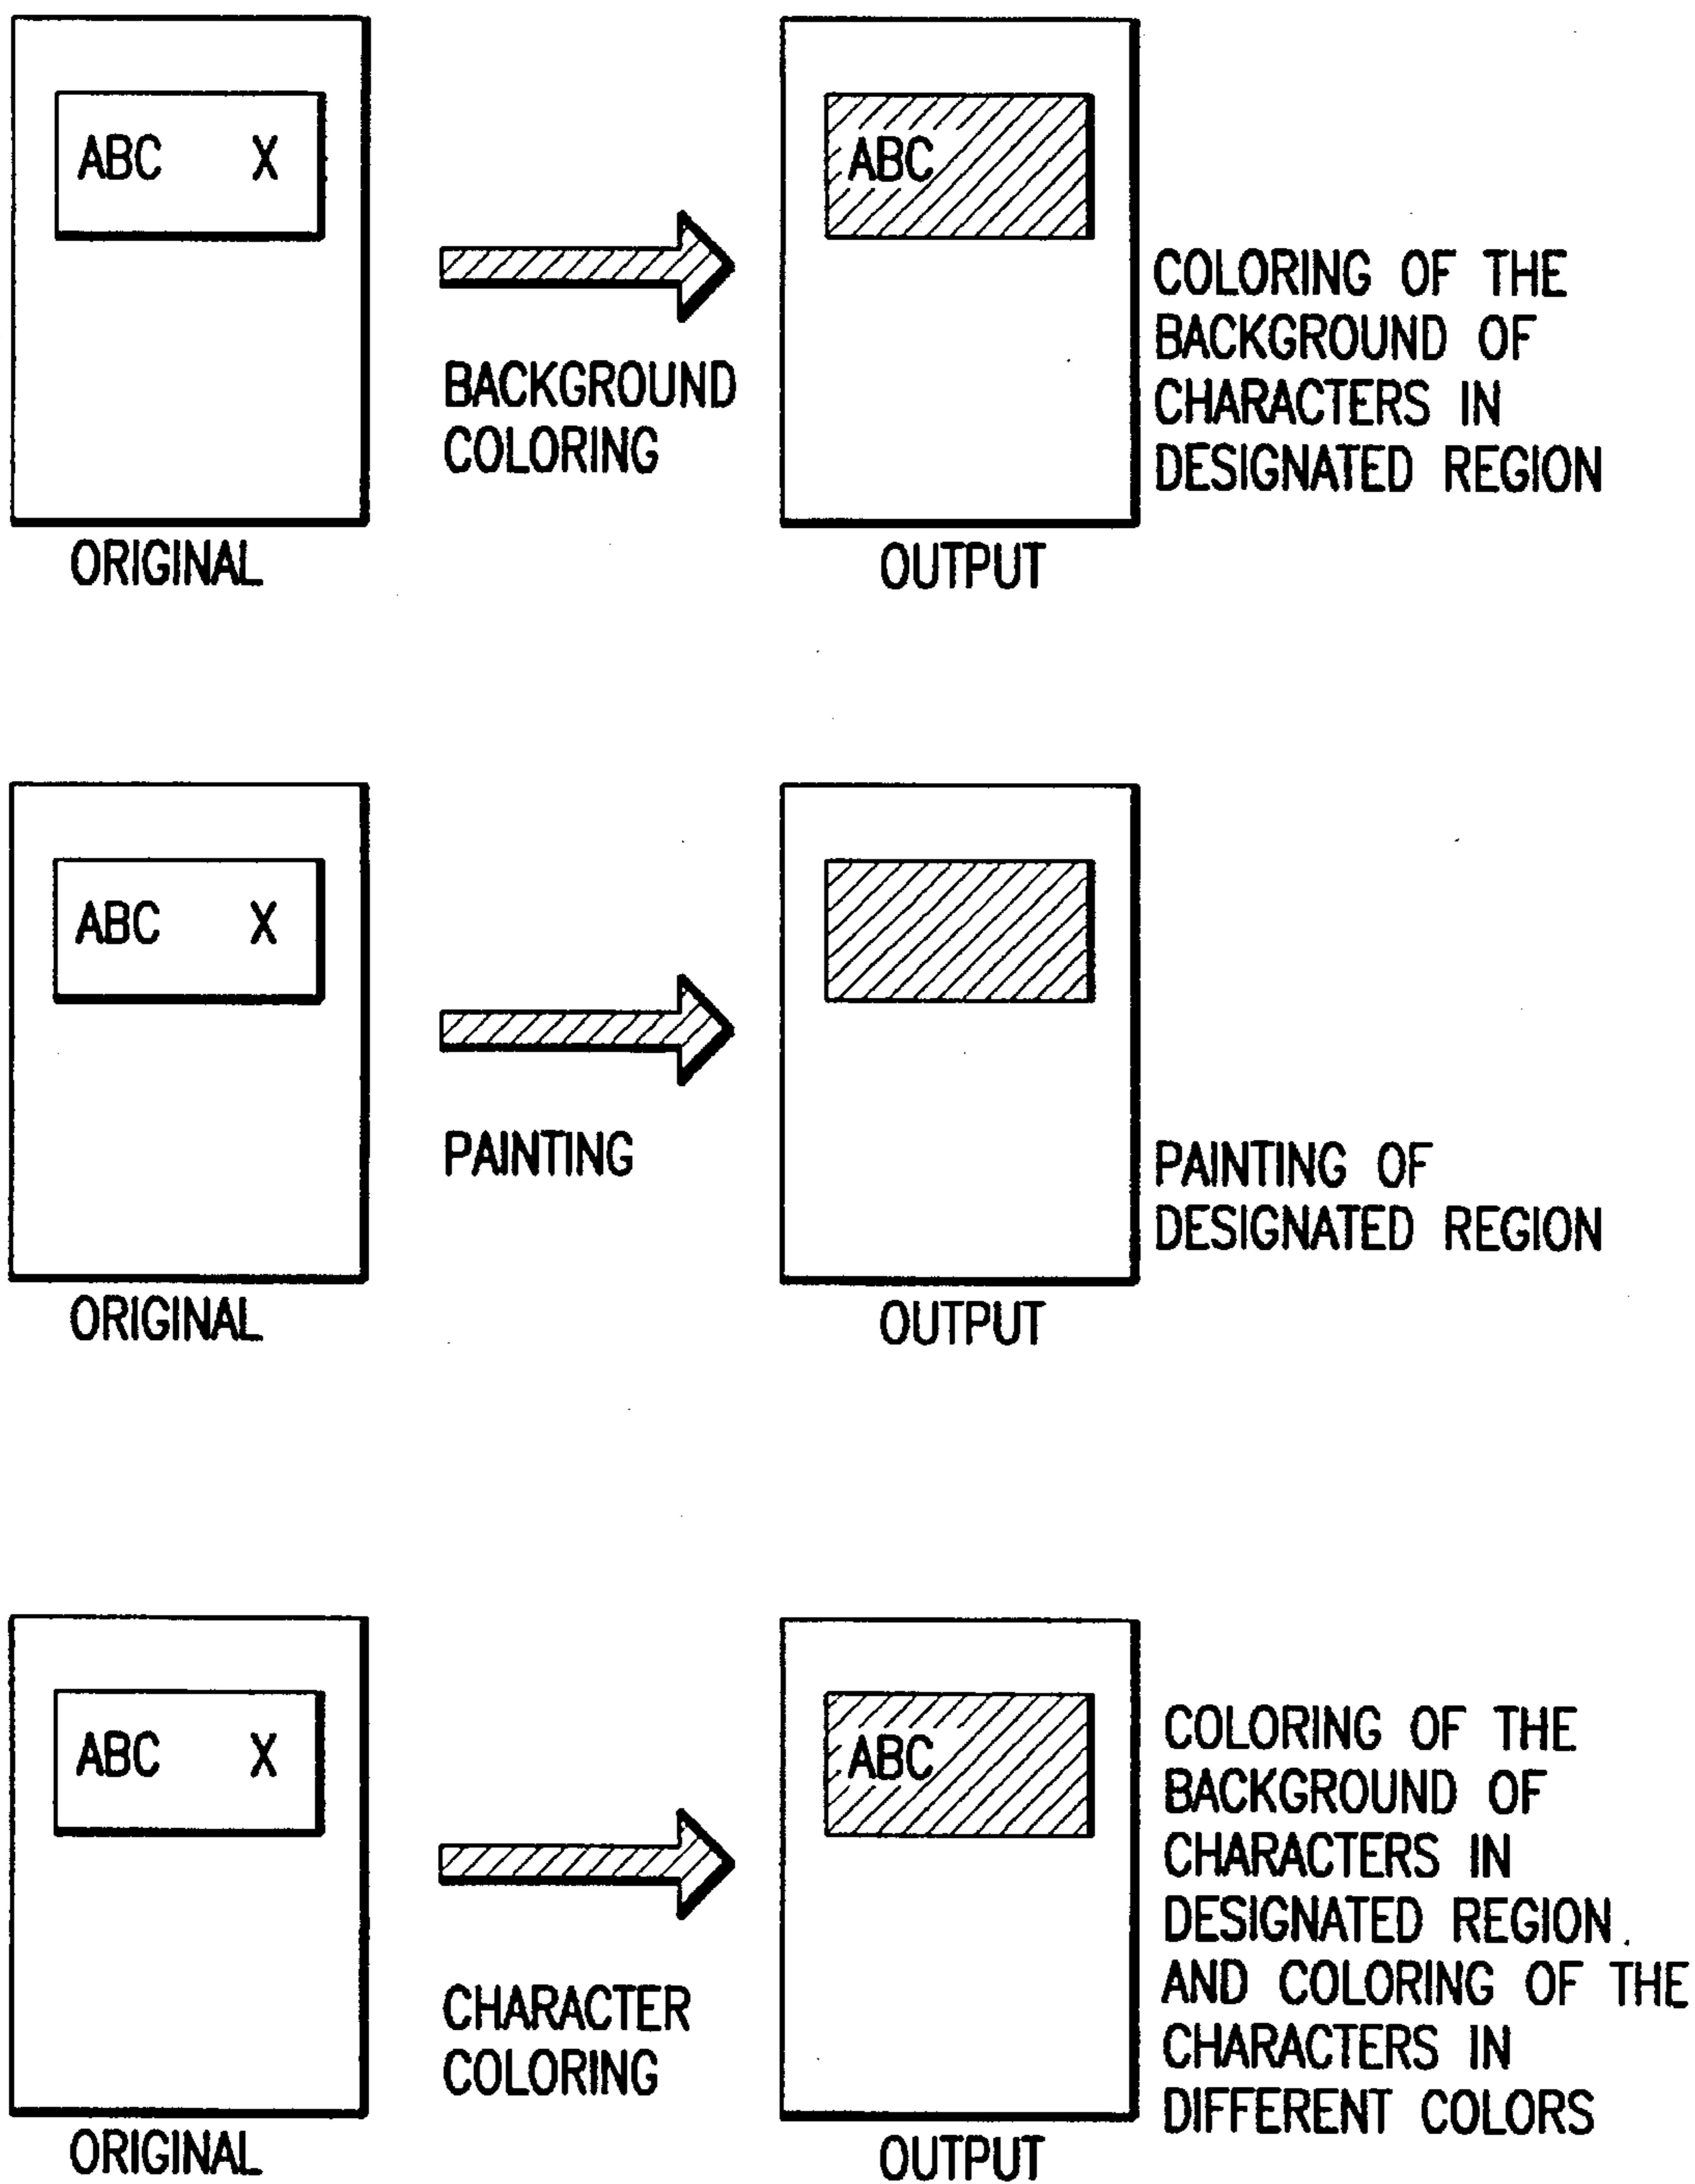 ABC X
ABC
BACKGROUND
COLORING
COLORING OF THE
BACKGROUND OF
CHARACTERS IN
DESIGNATED REGION
ORIGINAL
OUTPUT
ABC X
PAINTING
PAINTING OF
DESIGNATED REGION
ORIGINAL
OUTPUT
ABC X
ABC
CHARACTER
COLORING
COLORING OF THE
BACKGROUND OF
CHARACTERS IN
DESIGNATED REGION
AND COLORING OF THE
CHARACTERS IN
DIFFERENT COLORS
ORIGINAL
OUTPUT